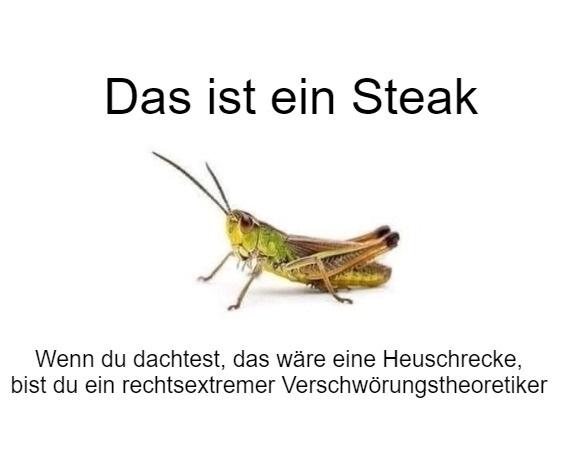 Das ist ein Steak
Wenn du dachtest, das wäre eine Heuschrecke,
bist du ein rechtsextremer Verschwörungstheoretiker